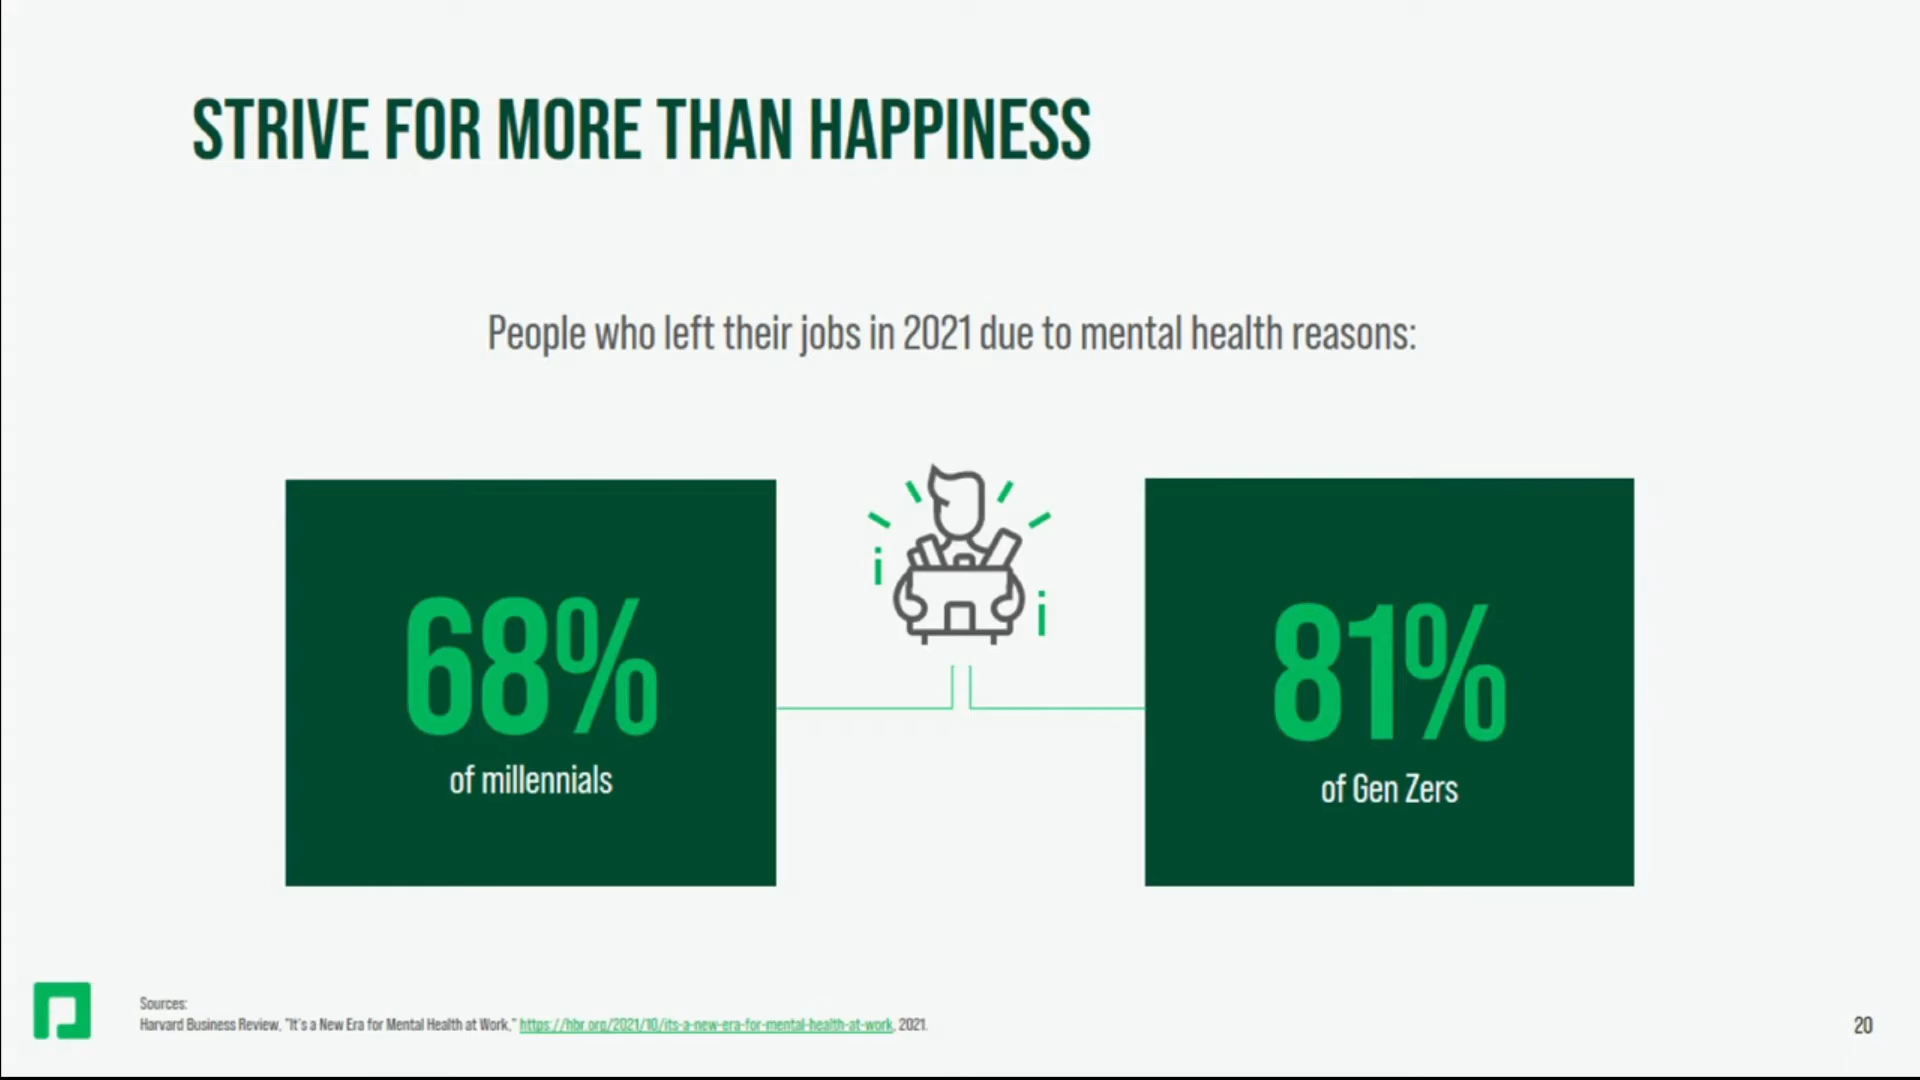 STRIVE FOR MORE THAN HAPPINESS
People who left their jobs in 2021 due to mental health reasons:
68%
of millennials
81%
of Gen Zers
Sources:
Harvard Business Review, "It's a New Era for Mental Health at Work," https://hbr.org/2021/10/its-a-new-era-for-mental-health-at-work, 2021.
20